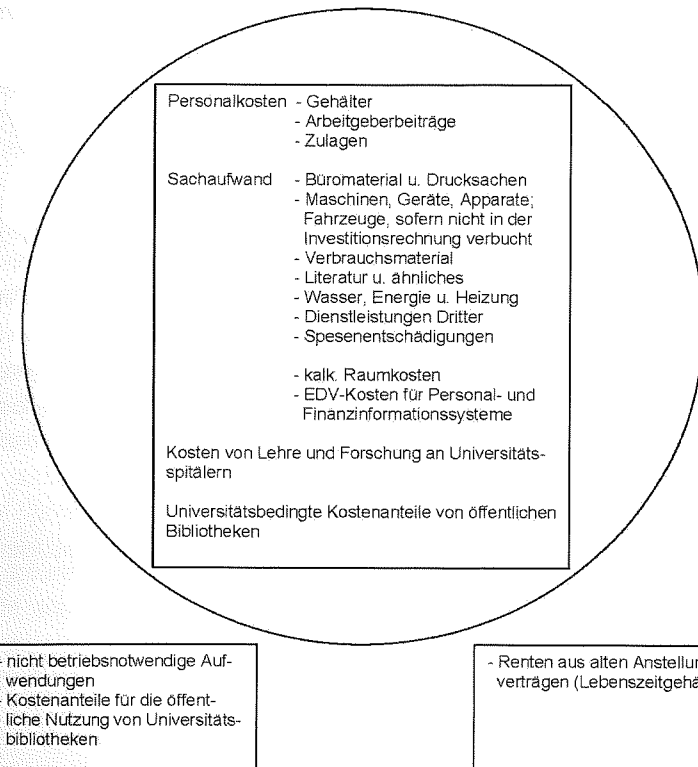 Personalkosten - Gehälter
- Arbeitgeberbeiträge
- Zulagen
Sachaufwand - Büromaterial u. Drucksachen
- Maschinen, Geräte, Apparate;
Fahrzeuge, sofern nicht in der
Investitionsrechnung verbucht
- Verbrauchsmaterial
- Literatur u. ähnliches
- Wasser, Energie u. Heizung
- Dienstleistungen Dritter
- Spesenentschädigungen
- kalk. Raumkosten
- EDV-Kosten für Personal- und
Finanzinformationssysteme
Kosten von Lehre und Forschung an Universitäts-
spitälern
Universitätsbedingte Kostenanteile von öffentlichen
Bibliotheken
- nicht betriebsnotwendige Auf-
wendungen
- Kostenanteile für die öffent-
liche Nutzung von Universitäts-
bibliotheken
- Renten aus alten
verträgen